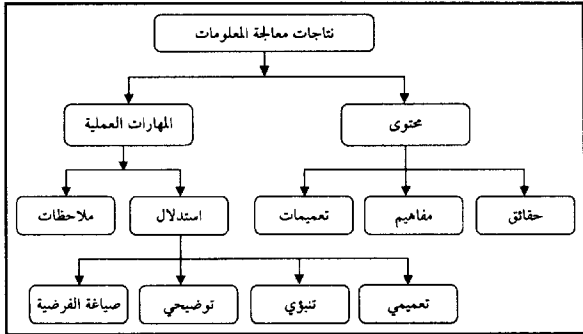 نتاجات معالجة المعلومات
محتوى
المهارات العملية
حقائق
مفاهيم
تعميمات
استدلال
ملاحظات
تعميمي
تنبؤي
توضيحي
صياغة الفرضية